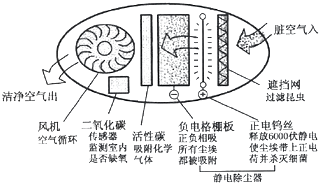 脏空气入
遮挡网
过滤昆虫
洁净空气出
风机
空气循环
二氧化碳
传感器
监测室内
是否缺氧
活性碳
吸附化学
气体
负电格栅板
正负相吸
所有尘埃
都被吸附
正电钨丝
释放6000伏静电
使尘埃带上正电
荷并杀灭细菌
静电除尘器